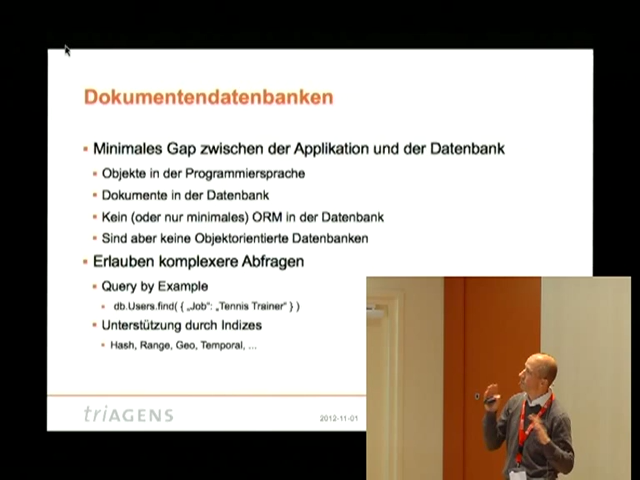 Dokumentendatenbanken
Minimales Gap zwischen der Applikation und der Datenbank
Objekte in der Programmiersprache
Dokumente in der Datenbank
Kein (oder nur minimales) ORM in der Datenbank
Sind aber keine Objektorientierte Datenbanken
Erlauben komplexere Abfragen
Query by Example
db.Users.find( { „Job“: „Tennis Trainer“ } )
Unterstützung durch Indizes
Hash, Range, Geo, Temporal, ...
triAGENS
2012-11-01